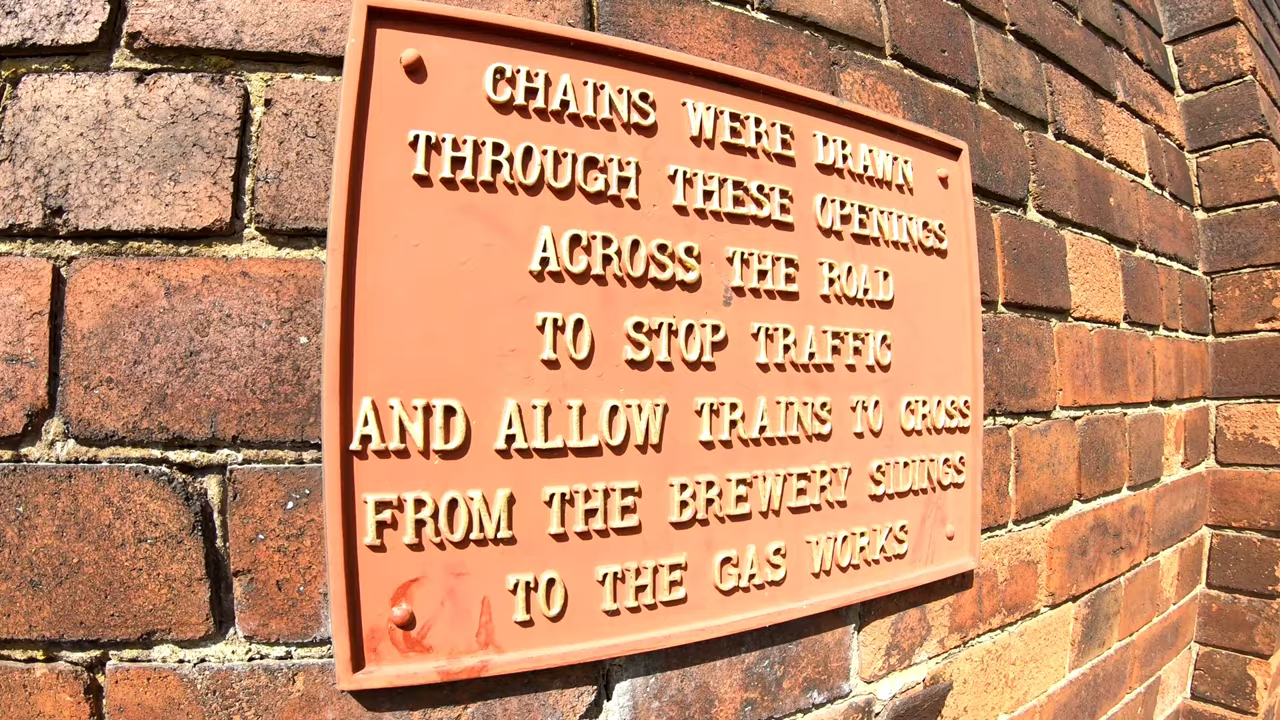 CHAINS WERE DRAWN
THROUGH THESE OPENINGS
ACROSS THE ROAD
TO STOP TRAFFIC
AND ALLOW TRAINS TO CROSS
FROM THE BREWERY SIDINGS
TO THE GAS WORKS